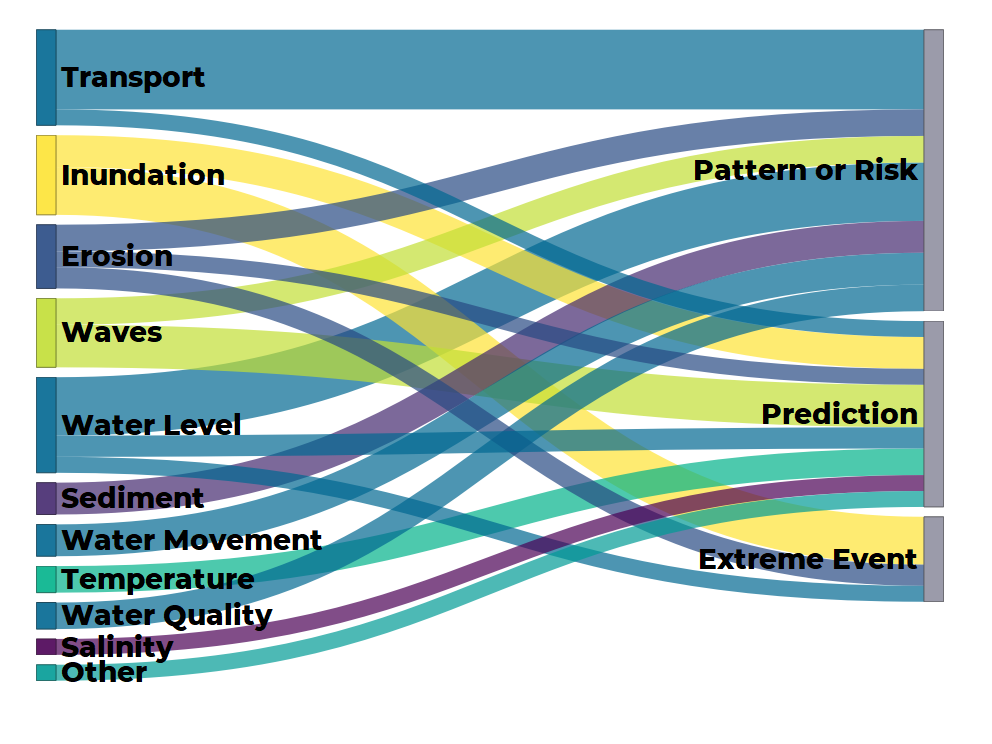 Transport
Inundation
Pattern or Risk
Erosion
Waves
Water Level
Prediction
Sediment
Water Movement
Extreme Event
Temperature
Water Quality
Salinity
Other